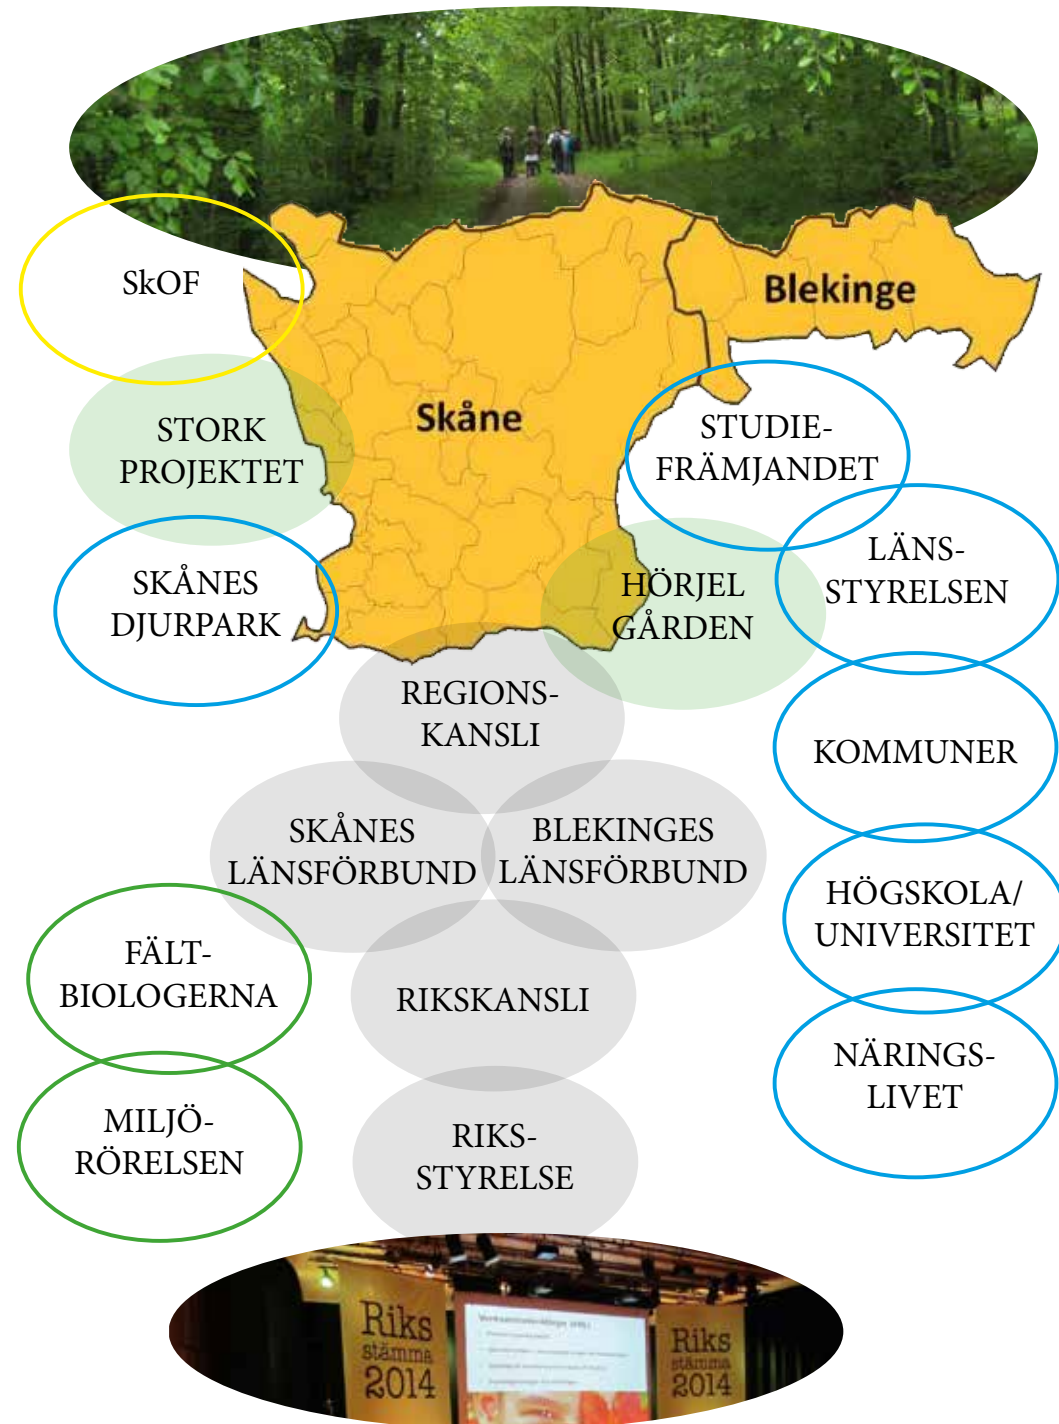 SkOF
Blekinge
Skåne
STORK
PROJEKTET
STUDIE-
FRÄMJANDET
SKÅNES
DJURPARK
HÖRJEL
GÅRDEN
LÄNS-
STYRELSEN
REGIONS-
KANSLI
KOMMUNER
SKÅNES
LÄNSFÖRBUND
BLEKINGES
LÄNSFÖRBUND
HÖGSKOLA/
UNIVERSITET
FÄLT-
BIOLOGERNA
RIKSKANSLI
NÄRINGS-
LIVET
MILJÖ-
RÖRELSEN
RIKS-
STYRELSE
Riks
stämma
2014
Riks
stämma
2014